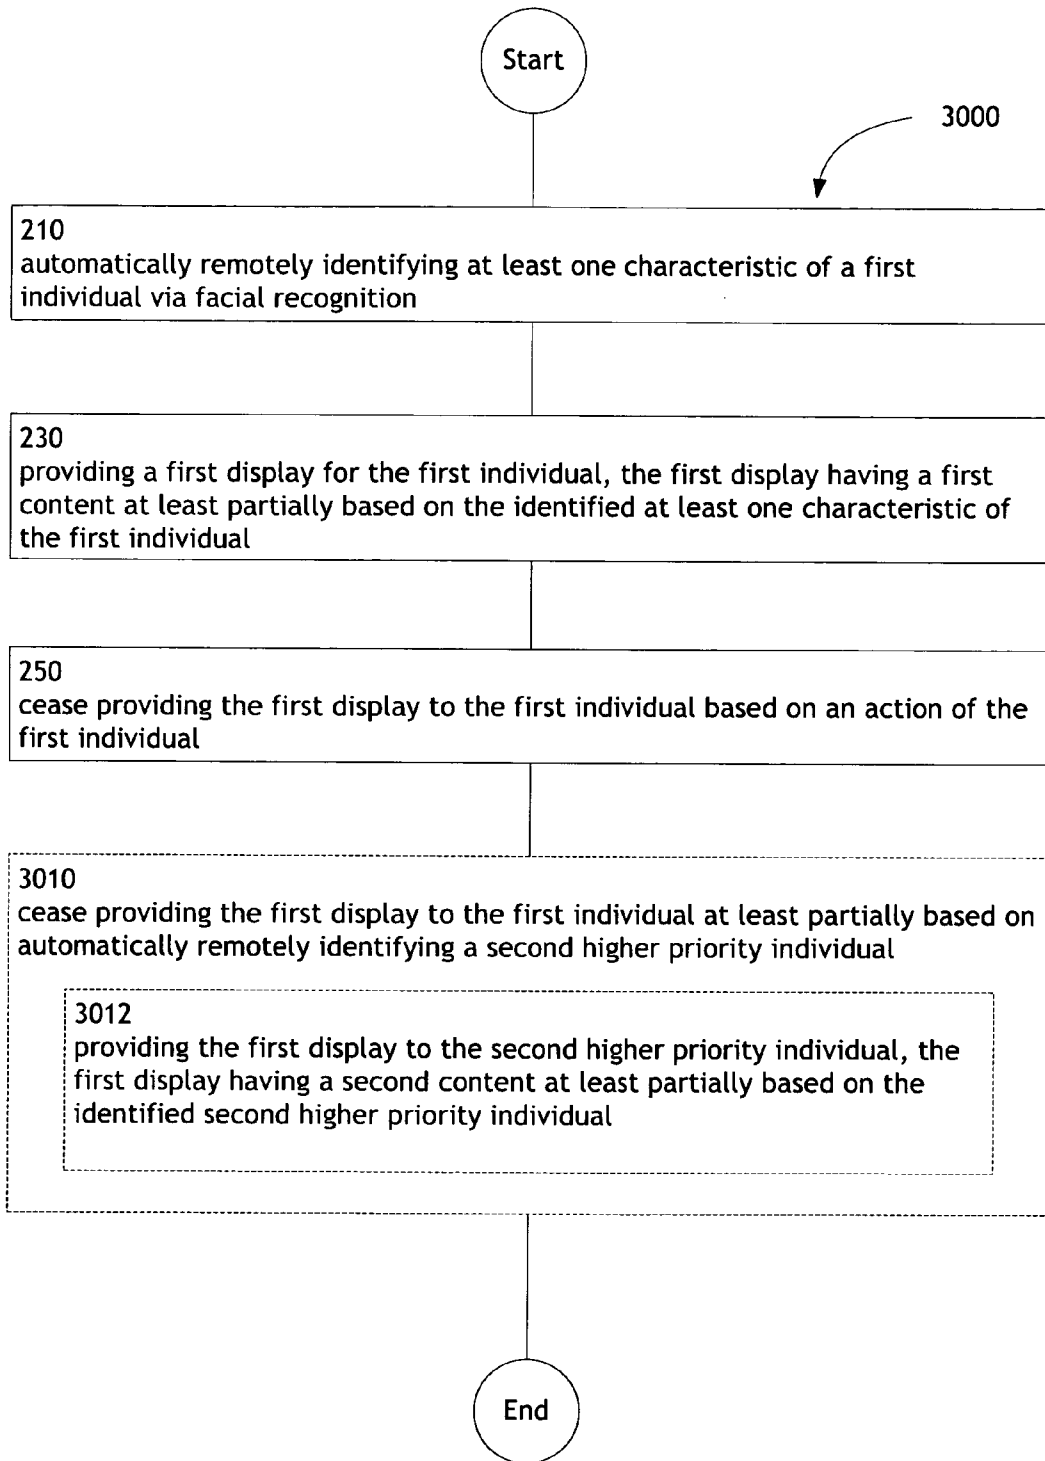 Start
3000
210
automatically remotely identifying at least one characteristic of a first
individual via facial recognition
230
providing a first display for the first individual, the first display having a first
content at least partially based on the identified at least one characteristic of
the first individual
250
cease providing the first display to the first individual based on an action of the
first individual
3010
cease providing the first display to the first individual at least partially based on
automatically remotely identifying a second higher priority individual
3012
providing the first display to the second higher priority individual, the
first display having a second content at least partially based on the
identified second higher priority individual
End